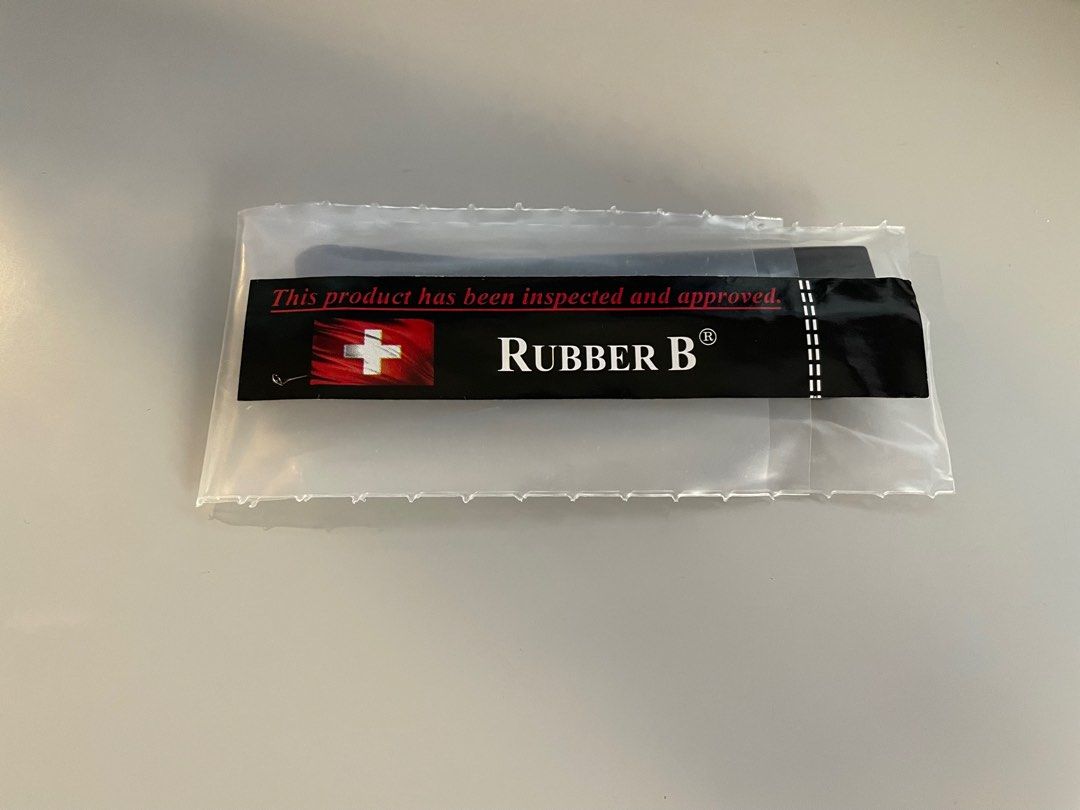 This product has been inspected and approved.
RUBBER B®